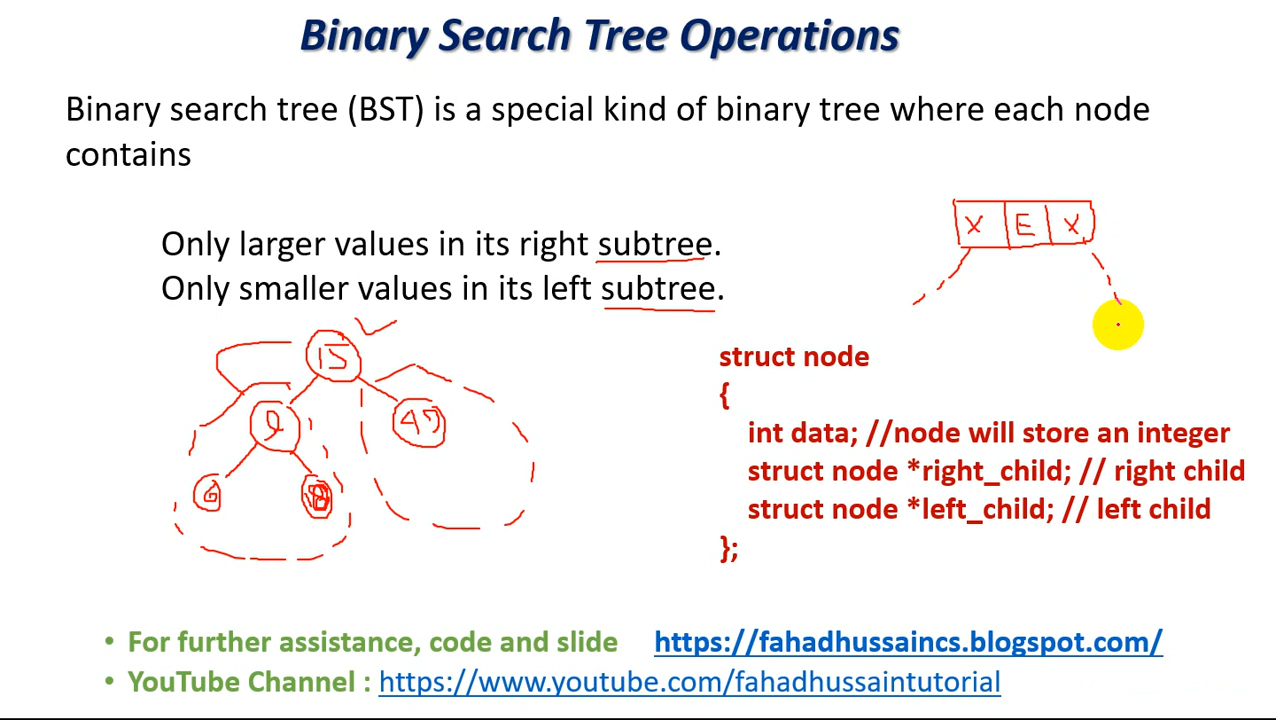 Binary Search Tree Operations
Binary search tree (BST) is a special kind of binary tree where each node
contains
Only larger values in its right subtree.
Only smaller values in its left subtree.
X E X
15
9
6
struct node
{
int data; //node will store an integer
struct node *right_child; // right child
struct node *left_child; // left child
};
• For further assistance, code and slide https://fahadhussaincs.blogspot.com/
• YouTube Channel : https://www.youtube.com/fahadhussaintutorial